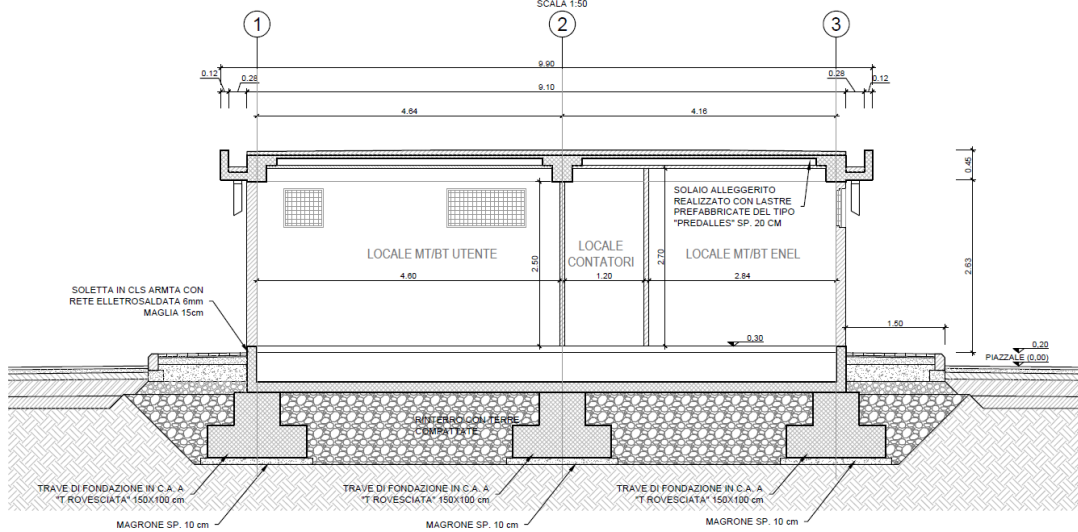 SCALA 1:50
1
2
3
9.90
0.12
0.28
9.10
0.28
0.12
4.64
4.16
0.45
SOLAIO ALLEGGERITO
REALIZZATO CON LASTRE
PREFABBRICATE DEL TIPO
"PREDALLES" SP. 20 CM
LOCALE MT/BT UTENTE
LOCALE
CONTATORI
LOCALE MT/BT ENEL
2.50
2.70
2.63
4.60
1.20
2.84
SOLETTA IN CLS ARMTA CON
RETE ELLETROSALDATA 6mm
MAGLIA 15cm
1.50
0,30
0,20
PIAZZALE (0,00)
RINTERRO CON TERRE
COMPATTATE
TRAVE DI FONDAZIONE IN C.A. A
"T ROVESCIATA" 150X100 cm
TRAVE DI FONDAZIONE IN C.A. A
"T ROVESCIATA" 150X100 cm
TRAVE DI FONDAZIONE IN C.A. A
"T ROVESCIATA" 150X100 cm
MAGRONE SP. 10 cm
MAGRONE SP. 10 cm
MAGRONE SP. 10 cm